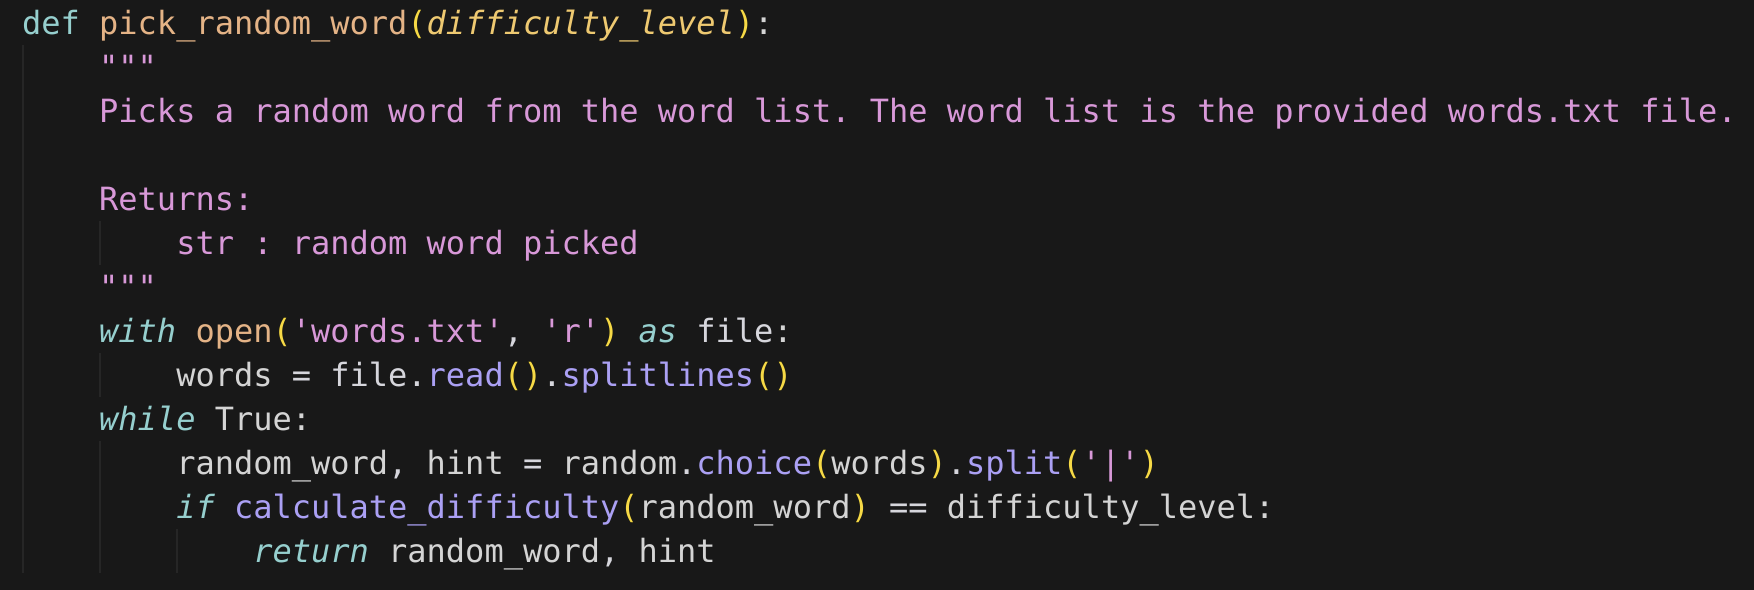 def pick_random_word(difficulty_level):
    """
    Picks a random word from the word list. The word list is the provided words.txt file.

    Returns:
        str : random word picked
    """
    with open('words.txt', 'r') as file:
        words = file.read().splitlines()
    while True:
        random_word, hint = random.choice(words).split('|')
        if calculate_difficulty(random_word) == difficulty_level:
            return random_word, hint